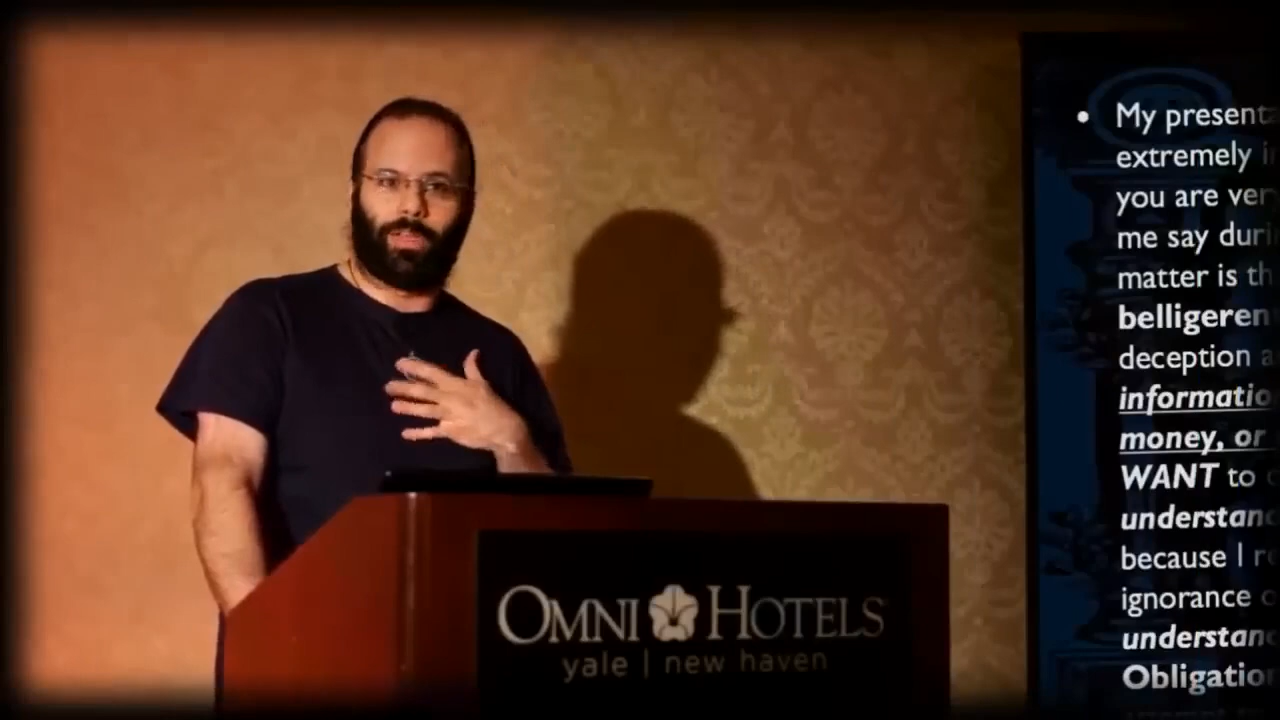 OMNI HOTELS
yale | new haven
• My present
extremely i
you are ver
me say duri
matter is th
belligeren
deception a
informatio
money, or
WANT to
understan
because I r
ignorance
understan
Obligatio